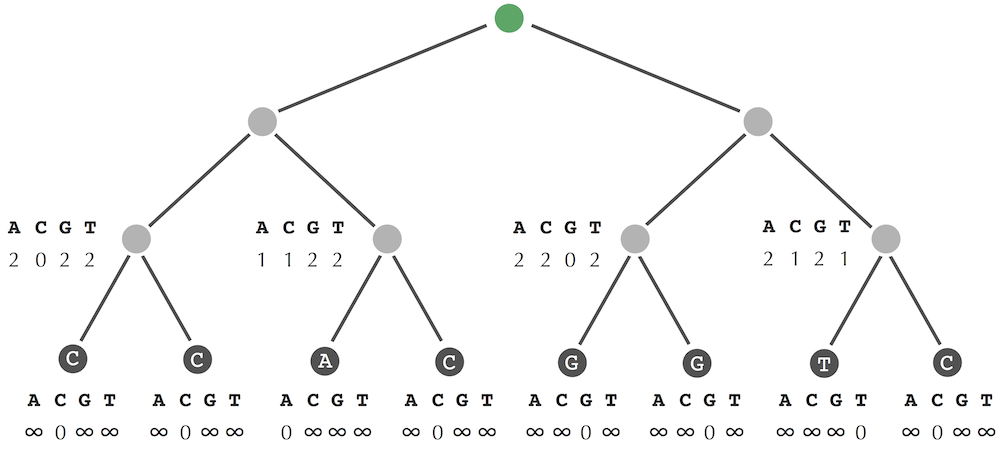 A C G T A C G T A C G T A C G T
2 0 2 2 1 1 2 2 2 2 0 2 2 1 2 1
C C A C G G T C
A C G T A C G T A C G T A C G T A C G T A C G T A C G T A C G T
∞ 0 ∞ ∞ ∞ 0 ∞ ∞ 0 ∞ ∞ ∞ ∞ 0 ∞ ∞ ∞ ∞ 0 ∞ ∞ ∞ 0 ∞ ∞ ∞ ∞ 0 ∞ 0 ∞ ∞